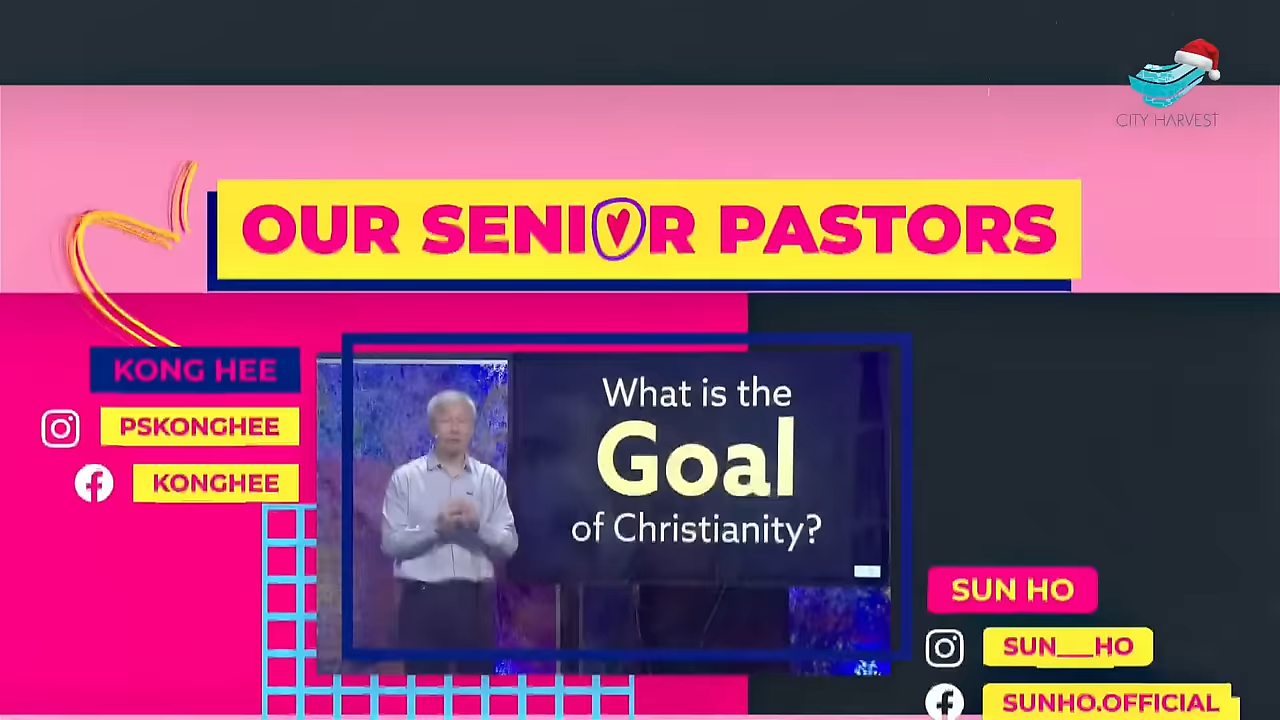 CITY HARVEST
OUR SENIOR PASTORS
KONG HEE
PSKONGHEE
KONGHEE
What is the
Goal
of Christianity?
SUN HO
SUN___HO
SUNHO.OFFICIAL